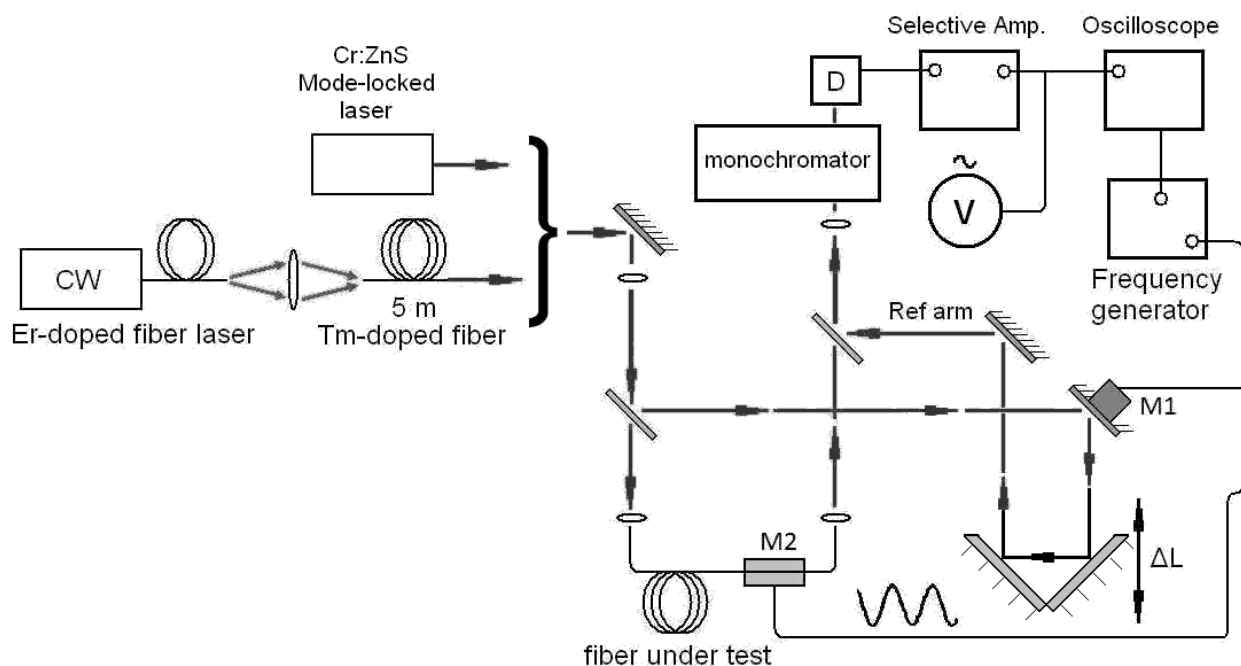 Selective Amp.
Oscilloscope
Cr:ZnS
Mode-locked
laser
D
monochromator
~
V
CW
5 m
Er-doped fiber laser
Tm-doped fiber
Ref arm
Frequency
generator
M1
M2
ΔL
fiber under test